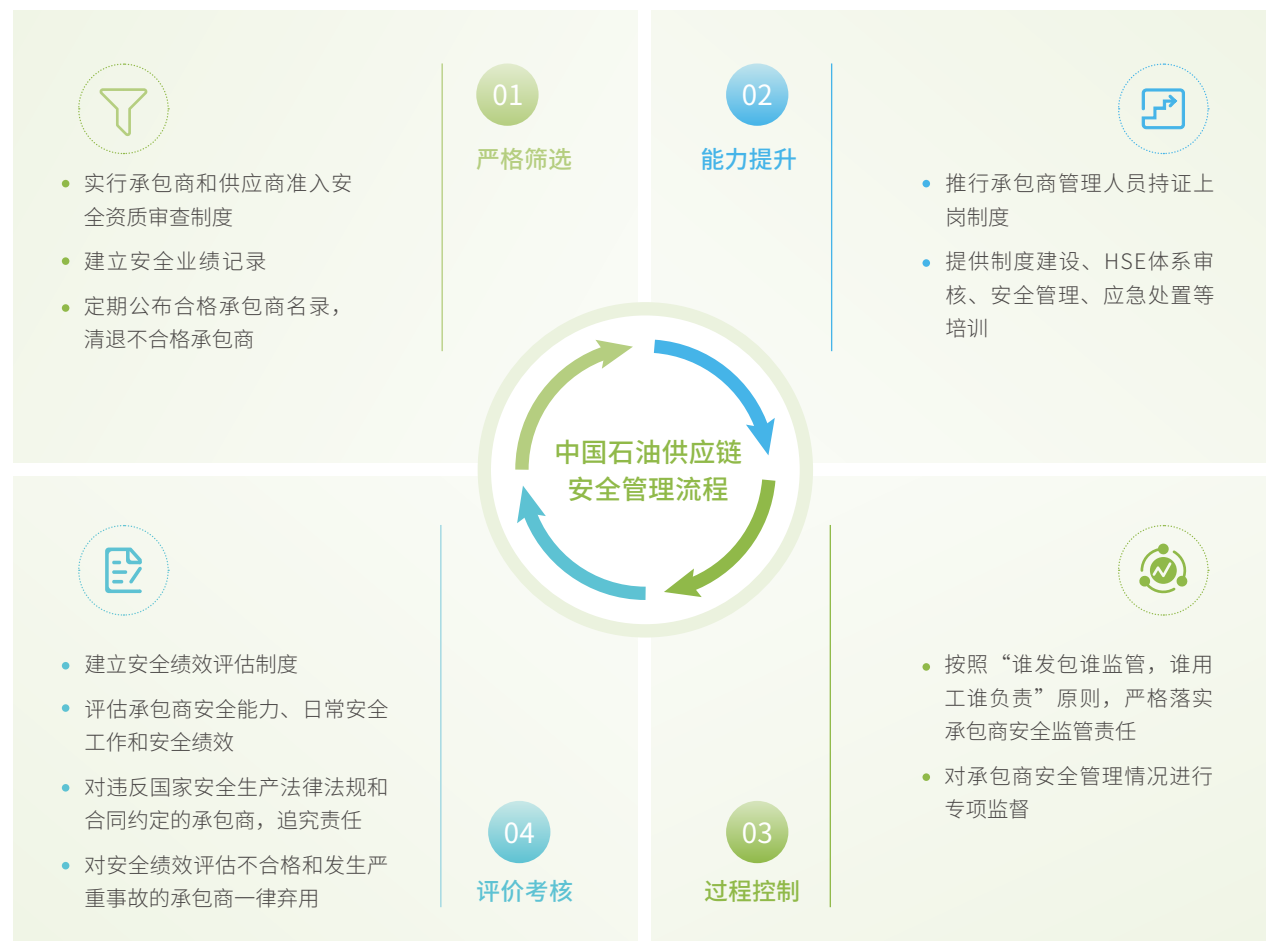 01
严格筛选
实行承包商和供应商准入安
全资质审查制度
建立安全业绩记录
定期公布合格承包商名录，
清退不合格承包商
02
能力提升
推行承包商管理人员持证上
岗制度
提供制度建设、HSE体系审
核、安全管理、应急处置等
培训
中国石油供应链
安全管理流程
按照“谁发包谁监管，谁用
工谁负责”原则，严格落实
承包商安全监管责任
对承包商安全管理情况进行
专项监督
03
过程控制
建立安全绩效评估制度
评估承包商安全能力、日常安全
工作和安全绩效
对违反国家安全生产法律法规和
合同约定的承包商，追究责任
对安全绩效评估不合格和发生严
重事故的承包商一律弃用
04
评价考核